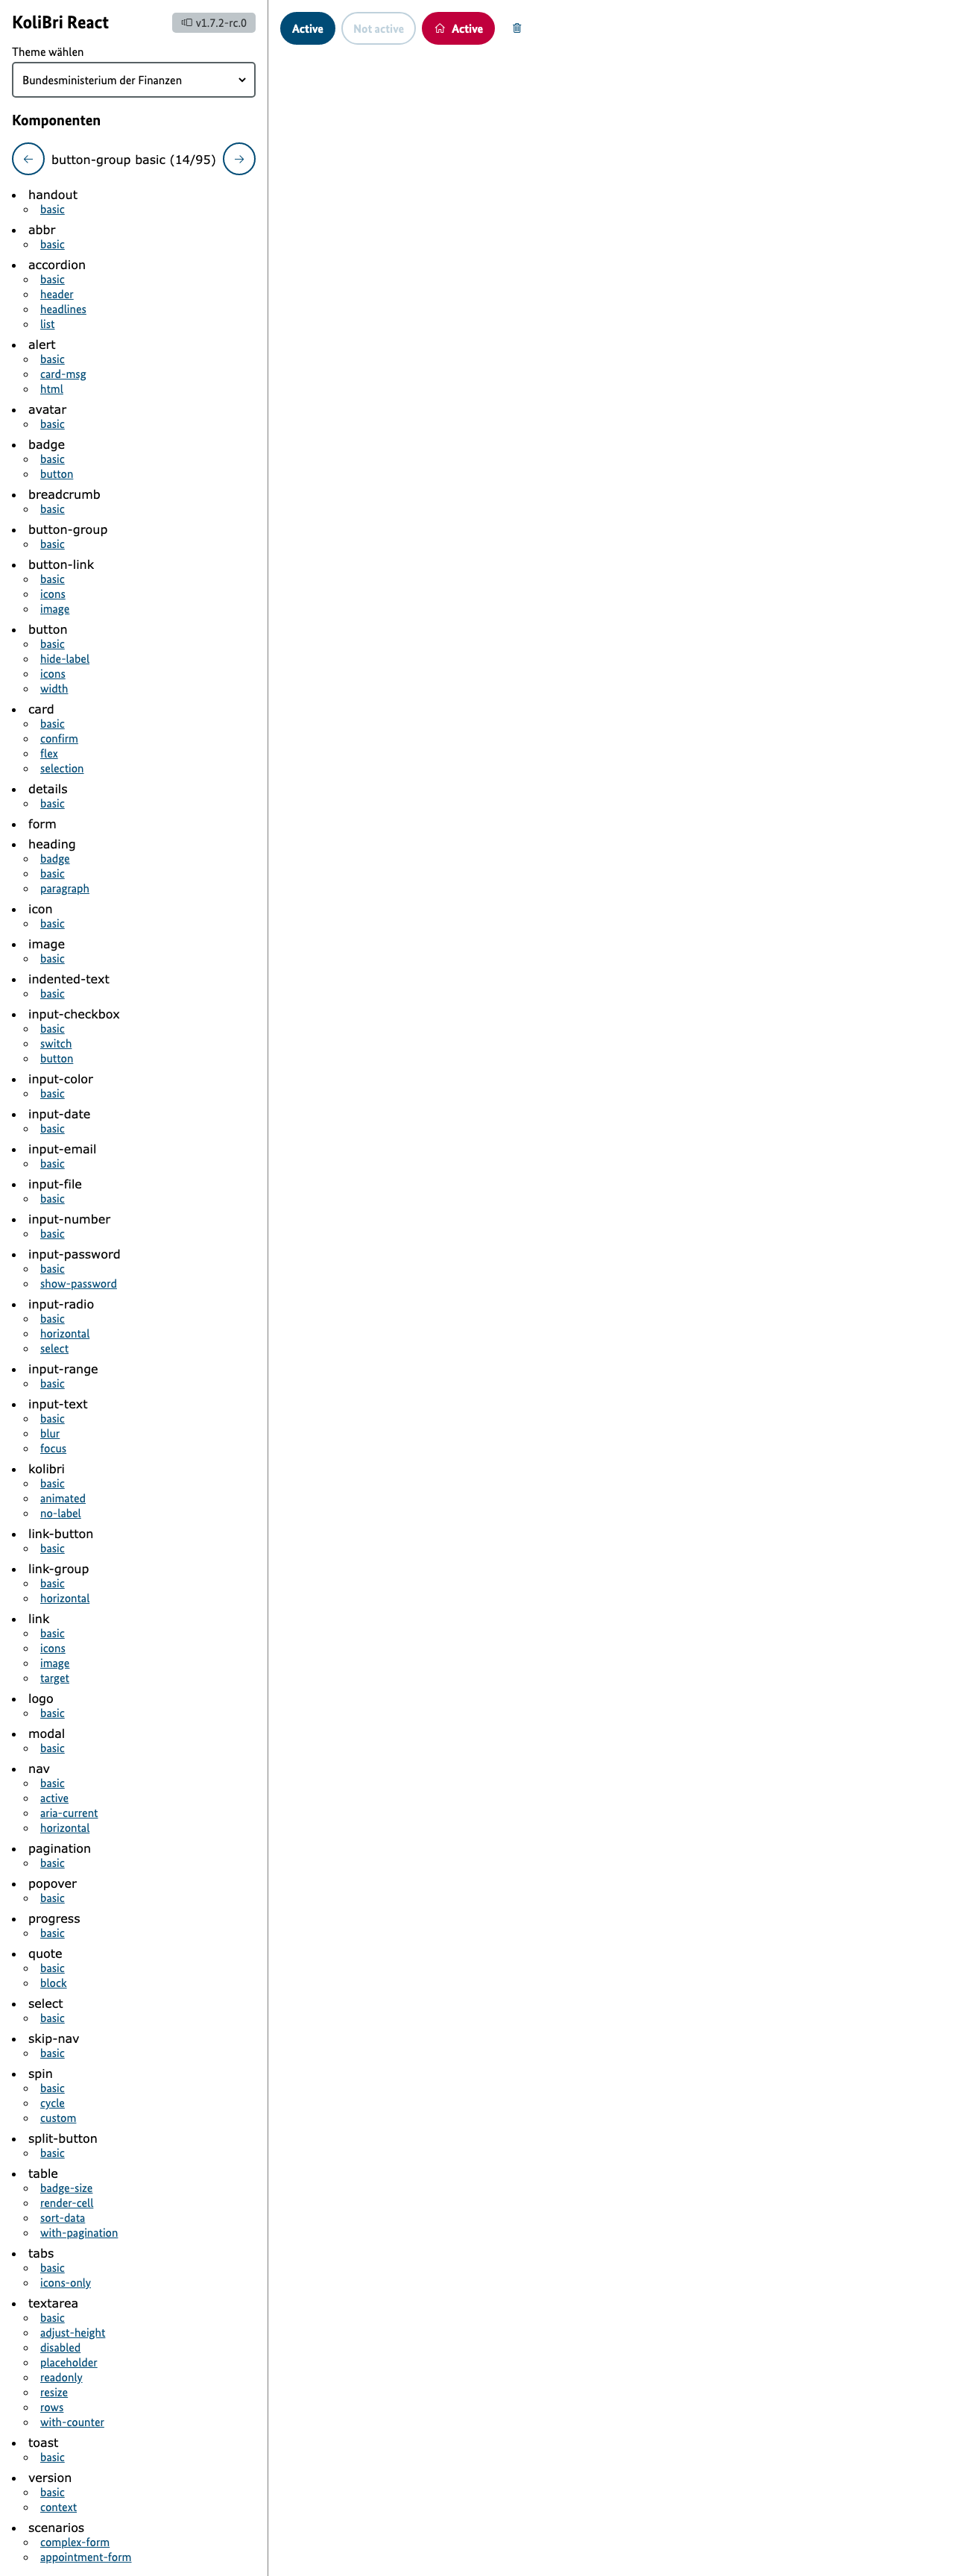 KoliBri React
v1.7.2-rc.0
Theme wählen
Bundesministerium der Finanzen
Komponenten
button-group basic (14/95)
handout
basic
abbr
basic
accordion
basic
header
headlines
list
alert
basic
card-msg
html
avatar
basic
badge
basic
button
breadcrumb
basic
button-group
basic
button-link
basic
icons
image
button
basic
hide-label
icons
width
card
basic
confirm
flex
selection
details
basic
form
heading
badge
basic
paragraph
icon
basic
image
basic
indented-text
basic
input-checkbox
basic
switch
button
input-color
basic
input-date
basic
input-email
basic
input-file
basic
input-number
basic
input-password
basic
show-password
input-radio
basic
horizontal
select
input-range
basic
input-text
basic
blur
focus
kolibri
basic
animated
no-label
link-button
basic
link-group
basic
horizontal
link
basic
icons
image
target
logo
basic
modal
basic
nav
basic
active
aria-current
horizontal
pagination
basic
popover
basic
progress
basic
quote
basic
block
select
basic
skip-nav
basic
spin
basic
cycle
custom
split-button
basic
table
badge-size
render-cell
sort-data
with-pagination
tabs
basic
icons-only
textarea
basic
adjust-height
disabled
placeholder
readonly
resize
rows
with-counter
toast
basic
version
basic
context
scenarios
complex-form
appointment-form
Active
Not active
Active